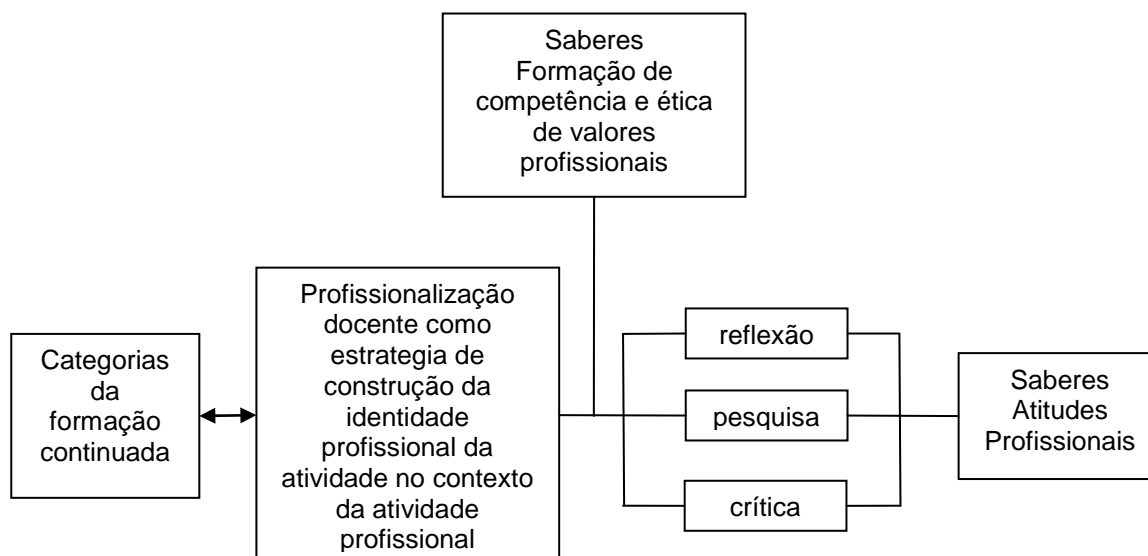 Saberes
Formação de
competência e ética
de valores
profissionais
Categorias
da
formação
continuada
Profissionalização
docente como
estrategia de
construção da
identidade
profissional da
atividade no contexto
da atividade
profissional
reflexão
pesquisa
crítica
Saberes
Atitudes
Profissionais